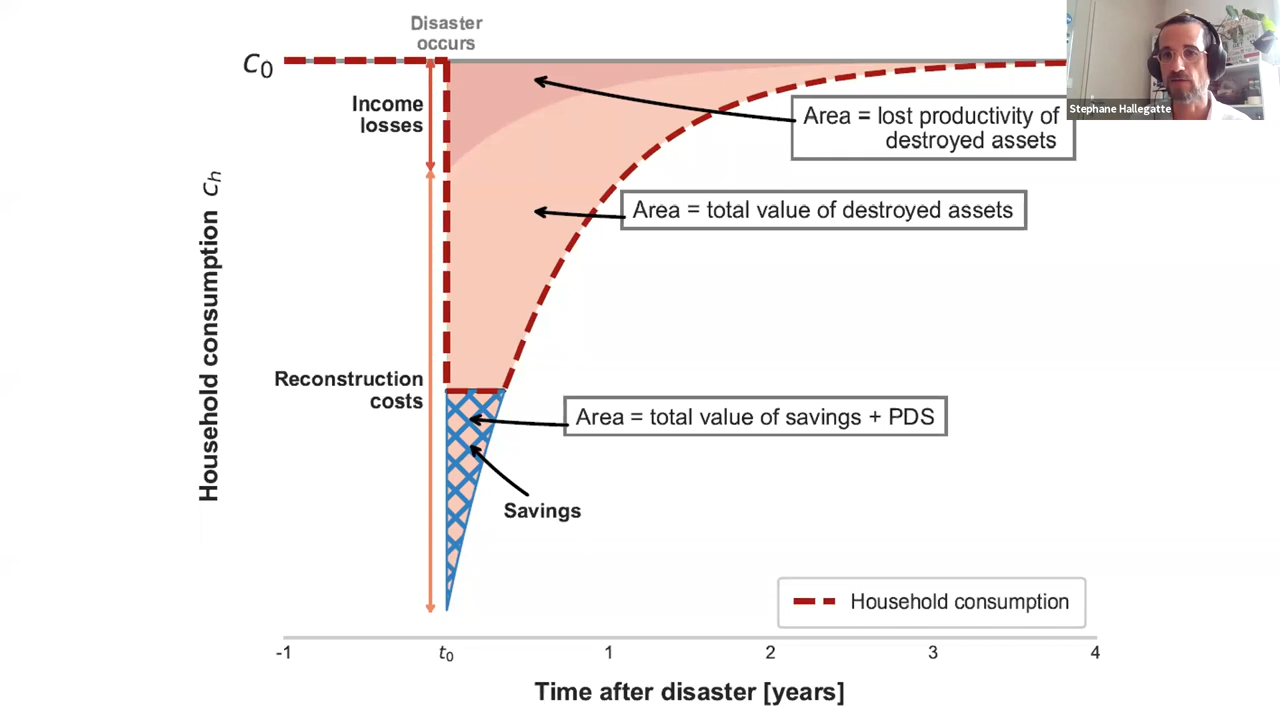 Disaster
occurs
C0
Income
losses
Area = lost productivity of
destroyed assets
Stephane Hallegatte
Area = total value of destroyed assets
Household consumption Ch
Reconstruction
costs
Area = total value of savings + PDS
Savings
Household consumption
-1 t0 1 2 3 4
Time after disaster [years]